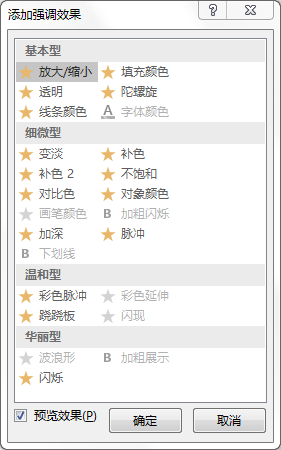 添加强调效果
基本型
放大/缩小 填充颜色
透明 陀螺旋
线条颜色 A 字体颜色
细微型
变淡 补色
补色 2 不饱和
对比色 对象颜色
画笔颜色 B 加粗闪烁
加深 脉冲
B 下划线
温和型
彩色脉冲 彩色延伸
跷跷板 闪现
华丽型
波浪形 B 加粗展示
闪烁
预览效果(P) 确定 取消